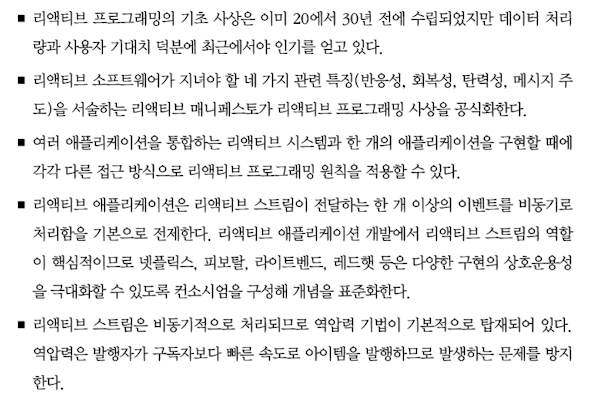 ■ 리액티브 프로그래밍의 기초 사상은 이미 20에서 30년 전에 수립되었지만 데이터 처리
량과 사용자 기대치 덕분에 최근에서야 인기를 얻고 있다.
■ 리액티브 소프트웨어가 지녀야 할 네 가지 관련 특징(반응성, 회복성, 탄력성, 메시지 주
도)을 서술하는 리액티브 매니페스토가 리액티브 프로그래밍 사상을 공식화한다.
■ 여러 애플리케이션을 통합하는 리액티브 시스템과 한 개의 애플리케이션을 구현할 때에
각각 다른 접근 방식으로 리액티브 프로그래밍 원칙을 적용할 수 있다.
■ 리액티브 애플리케이션은 리액티브 스트림이 전달하는 한 개 이상의 이벤트를 비동기로
처리함을 기본으로 전제한다. 리액티브 애플리케이션 개발에서 리액티브 스트림의 역할
이 핵심적이므로 넷플릭스, 피보탈, 라이트벤드, 레드햇 등은 다양한 구현의 상호운용성
을 극대화할 수 있도록 컨소시엄을 구성해 개념을 표준화한다.
■ 리액티브 스트림은 비동기적으로 처리되므로 역압력 기법이 기본적으로 탑재되어 있다.
역압력은 발행자가 구독자보다 빠른 속도로 아이템을 발행하므로 발생하는 문제를 방지
한다.